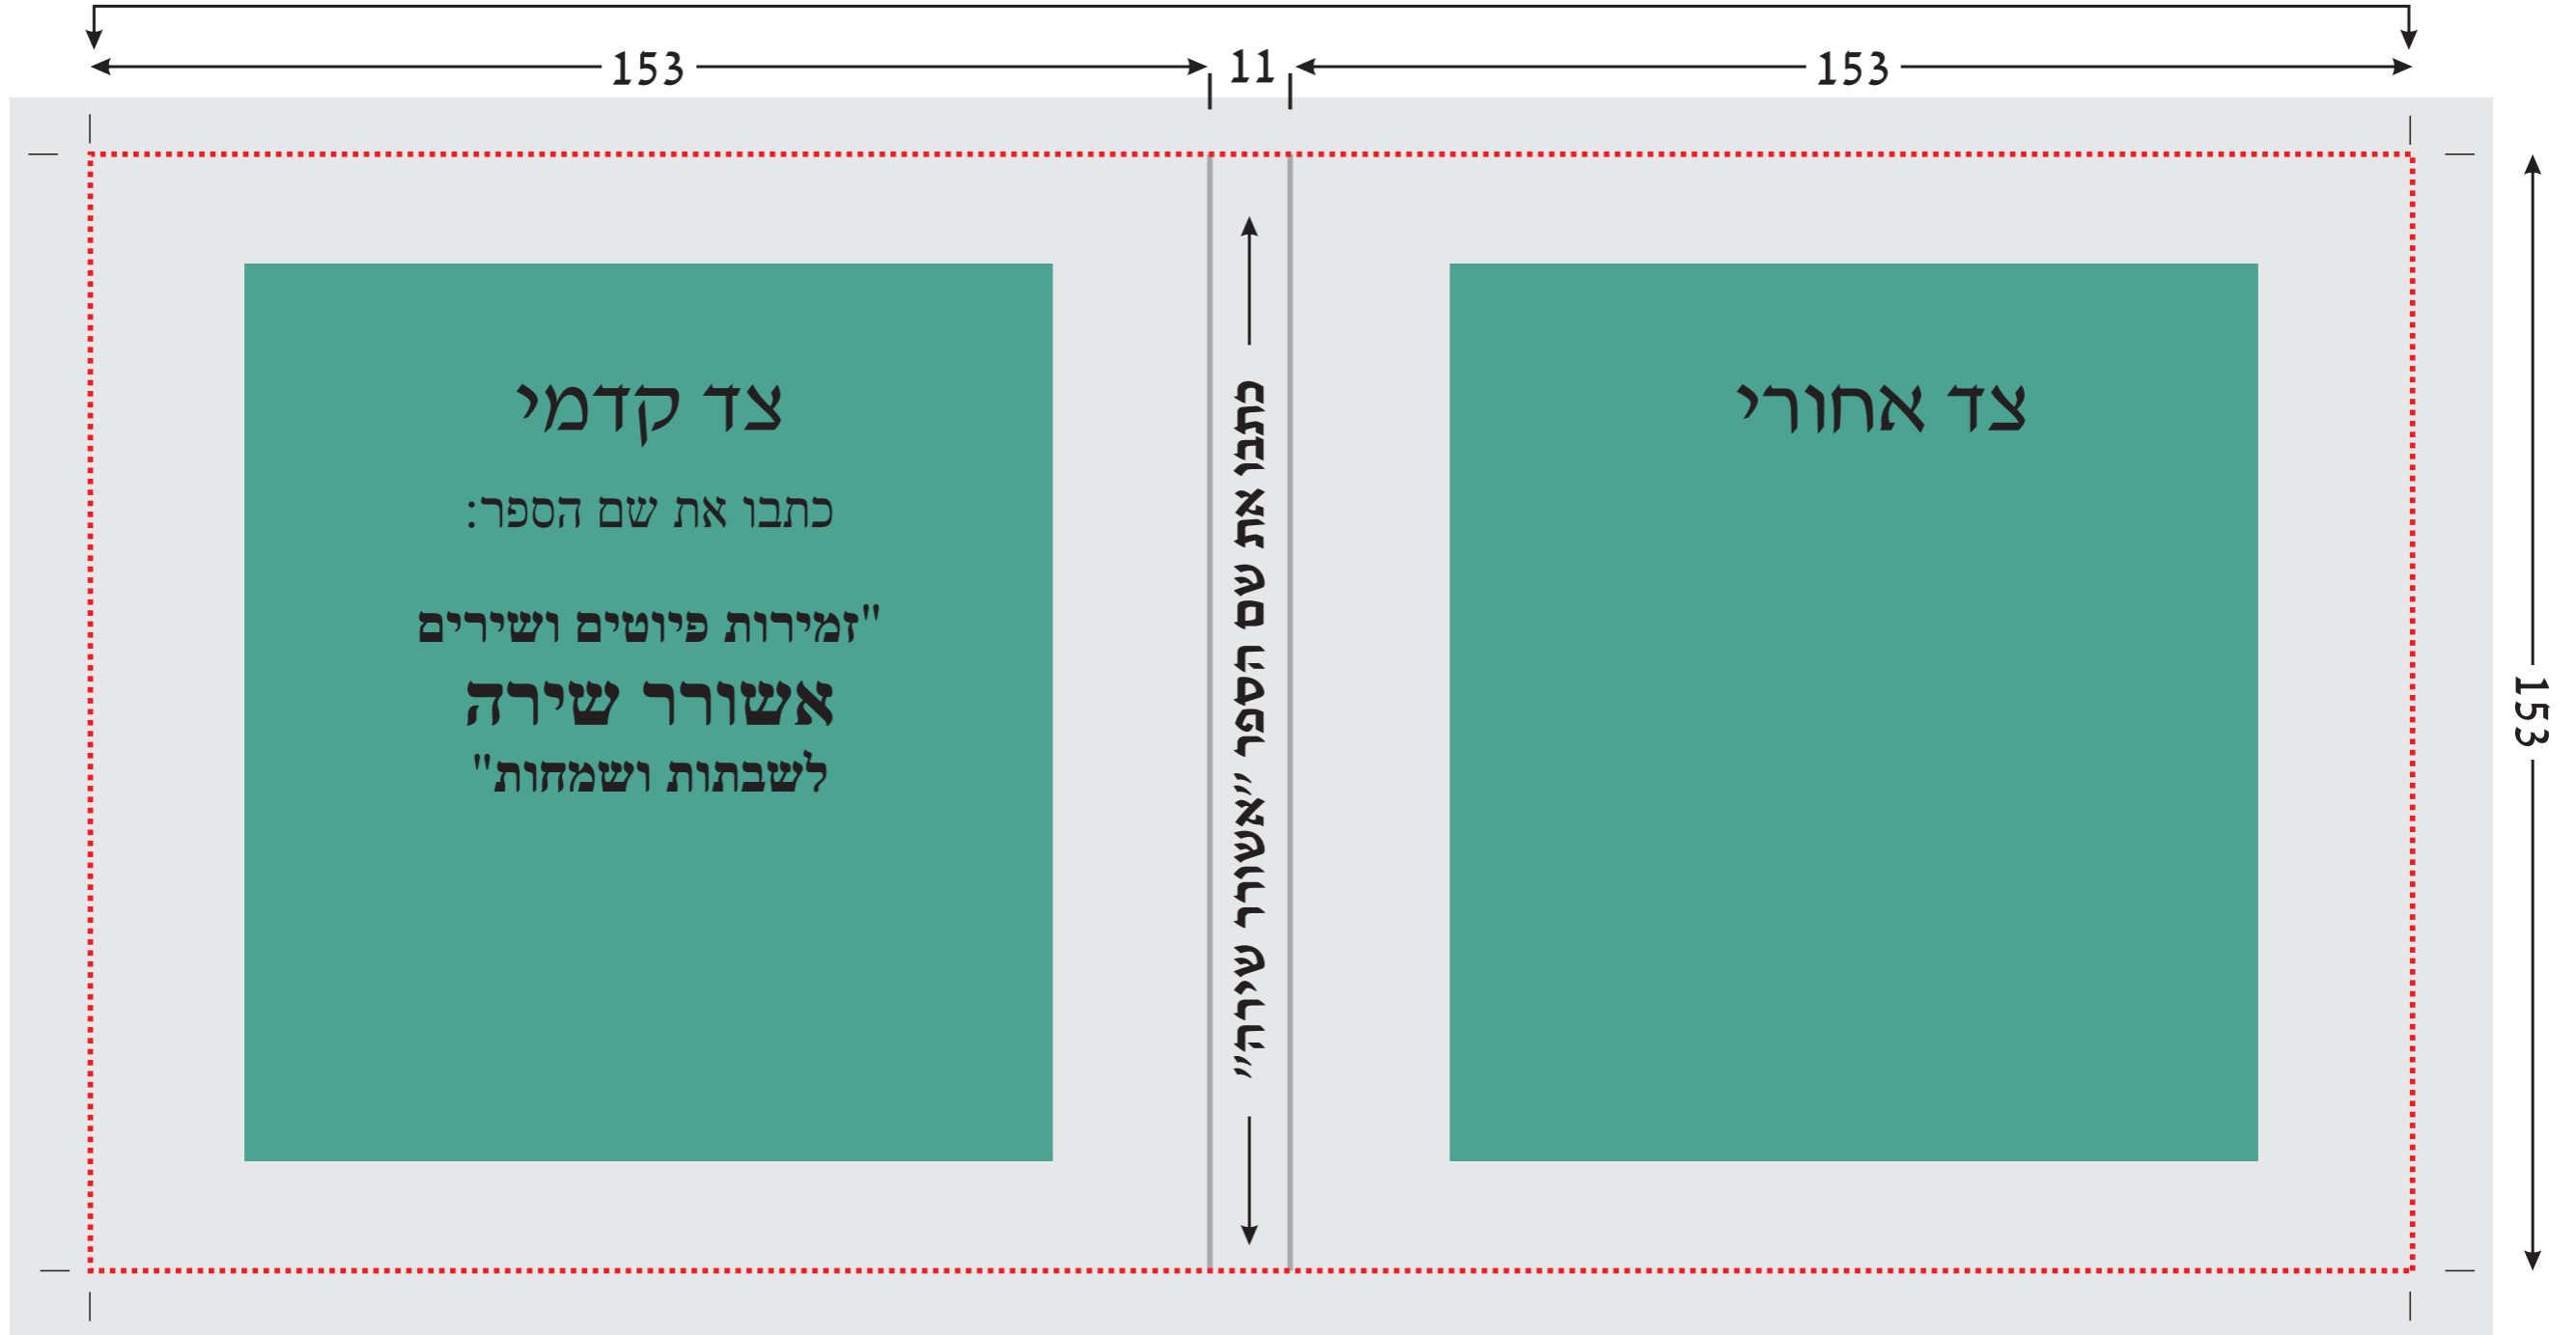 153
11
153
צד קדמי
כתבו את שם הספר:
"זמירות פיוטים ושירים
אשורר שירה
לשבתות ושמחות"
כתבו את שם הספר "אשורר שירה"
צד אחורי
153